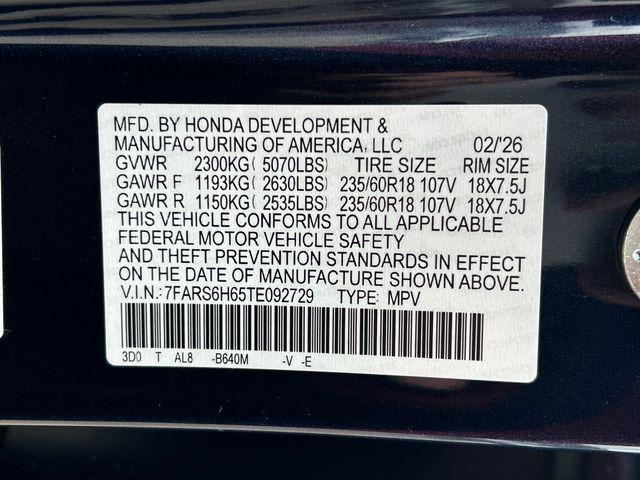 MFD. BY HONDA DEVELOPMENT &
MANUFACTURING OF AMERICA, LLC 02/'26
GVWR 2300KG( 5070LBS) TIRE SIZE RIM SIZE
GAWR F 1193KG( 2630LBS) 235/60R18 107V 18X7.5J
GAWR R 1150KG( 2535LBS) 235/60R18 107V 18X7.5J
THIS VEHICLE CONFORMS TO ALL APPLICABLE
FEDERAL MOTOR VEHICLE SAFETY
AND THEFT PREVENTION STANDARDS IN EFFECT
ON THE DATE OF MANUFACTURE SHOWN ABOVE.
V.I.N.:7FARS6H65TE092729 TYPE: MPV
3D0 T AL8 -B640M -V -E